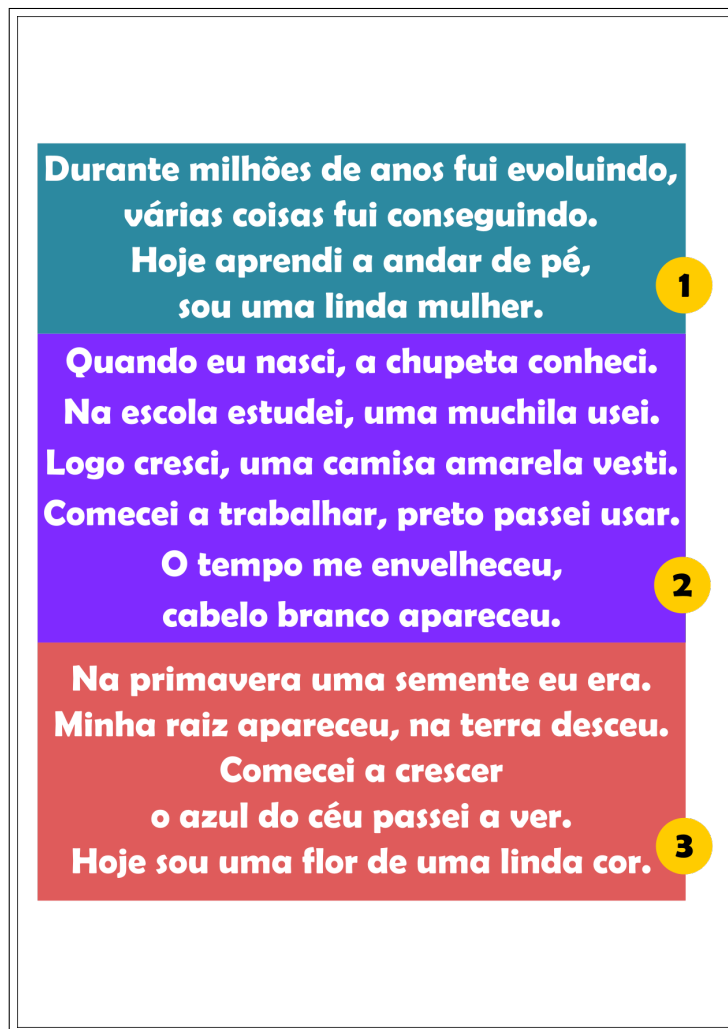 Durante milhões de anos fui evoluindo,
várias coisas fui conseguindo.
Hoje aprendi a andar de pé,
sou uma linda mulher.
1
Quando eu nasci, a chupeta conheci.
Na escola estudei, uma muchila usei.
Logo cresci, uma camisa amarela vesti.
Comecei a trabalhar, preto passei usar.
O tempo me envelheceu,
cabelo branco apareceu.
2
Na primavera uma semente eu era.
Minha raiz apareceu, na terra desceu.
Comecei a crescer
o azul do céu passei a ver.
Hoje sou uma flor de uma linda cor.
3